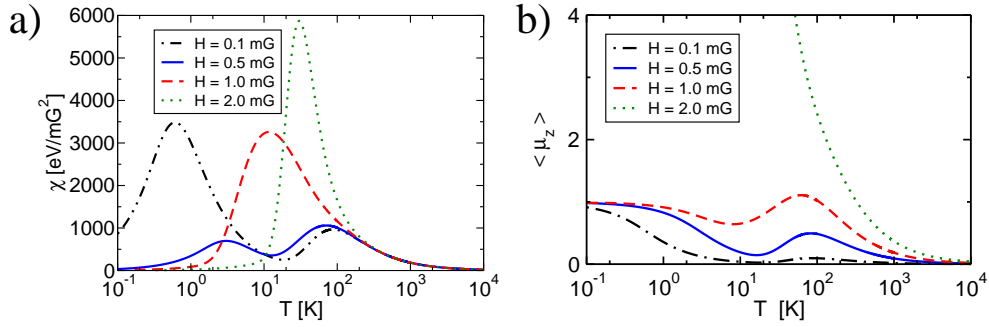 a)
6000
5000
4000
3000
2000
1000
0
χ [eV/mG²]
H = 0.1 mG
H = 0.5 mG
H = 1.0 mG
H = 2.0 mG
10⁻¹ 10⁰ 10¹ 10² 10³ 10⁴
T [K]
b)
4
2
0
< μ_z >
H = 0.1 mG
H = 0.5 mG
H = 1.0 mG
H = 2.0 mG
10⁻¹ 10⁰ 10¹ 10² 10³ 10⁴
T [K]